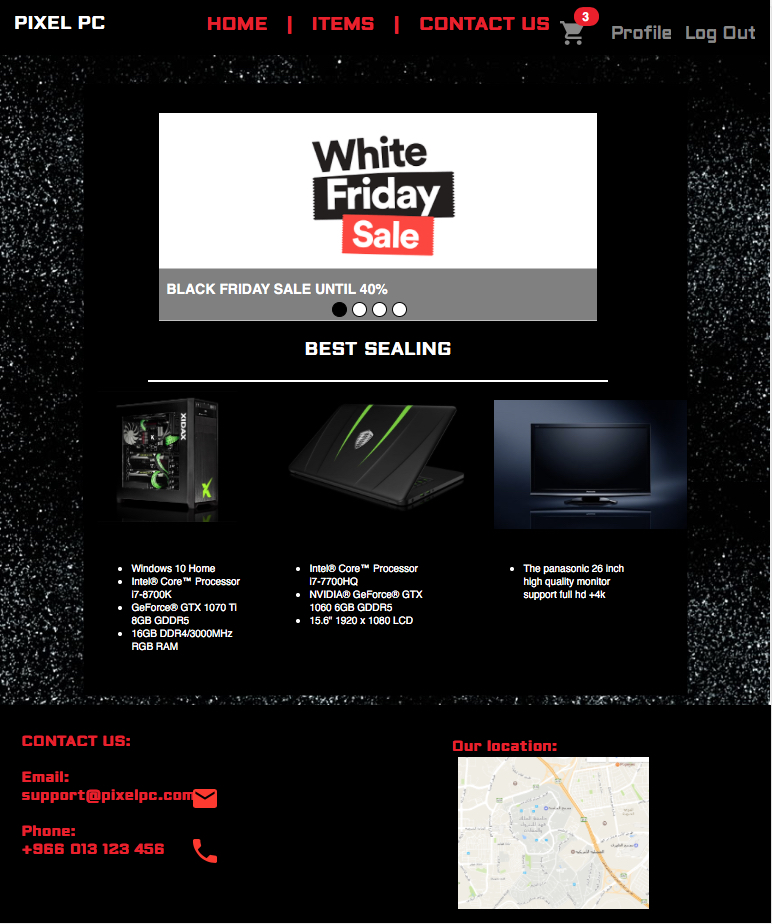 PIXEL PC
HOME | ITEMS | CONTACT US
3
Profile Log Out
White
Friday
Sale
BLACK FRIDAY SALE UNTIL 40%
BEST SEALING
XIDAX
X
• Windows 10 Home
• Intel® Core™ Processor
i7-8700K
• GeForce® GTX 1070 Ti
8GB GDDR5
• 16GB DDR4/3000MHz
RGB RAM
• Intel® Core™ Processor
i7-7700HQ
• NVIDIA® GeForce® GTX
1060 6GB GDDR5
• 15.6" 1920 x 1080 LCD
• The panasonic 26 inch
high quality monitor
support full hd +4k
CONTACT US:
Email:
support@pixelpc.com
Phone:
+966 013 123 456
Our location: